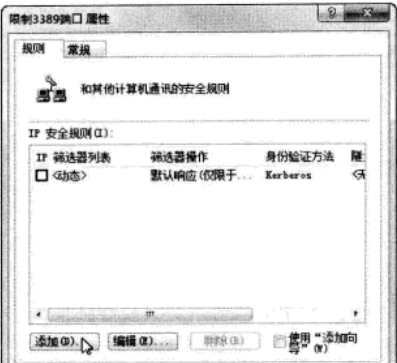 限制3389端口 属性
规则 常规
和其他计算机通讯的安全规则
IP 安全规则(I):
IP 筛选器列表 筛选器操作 身份验证方法 隧
<动态> 默认响应(仅限于... Kerberos <无
添加(D)... 编辑(E)... 删除(R) 使用“添加向
导”(W)